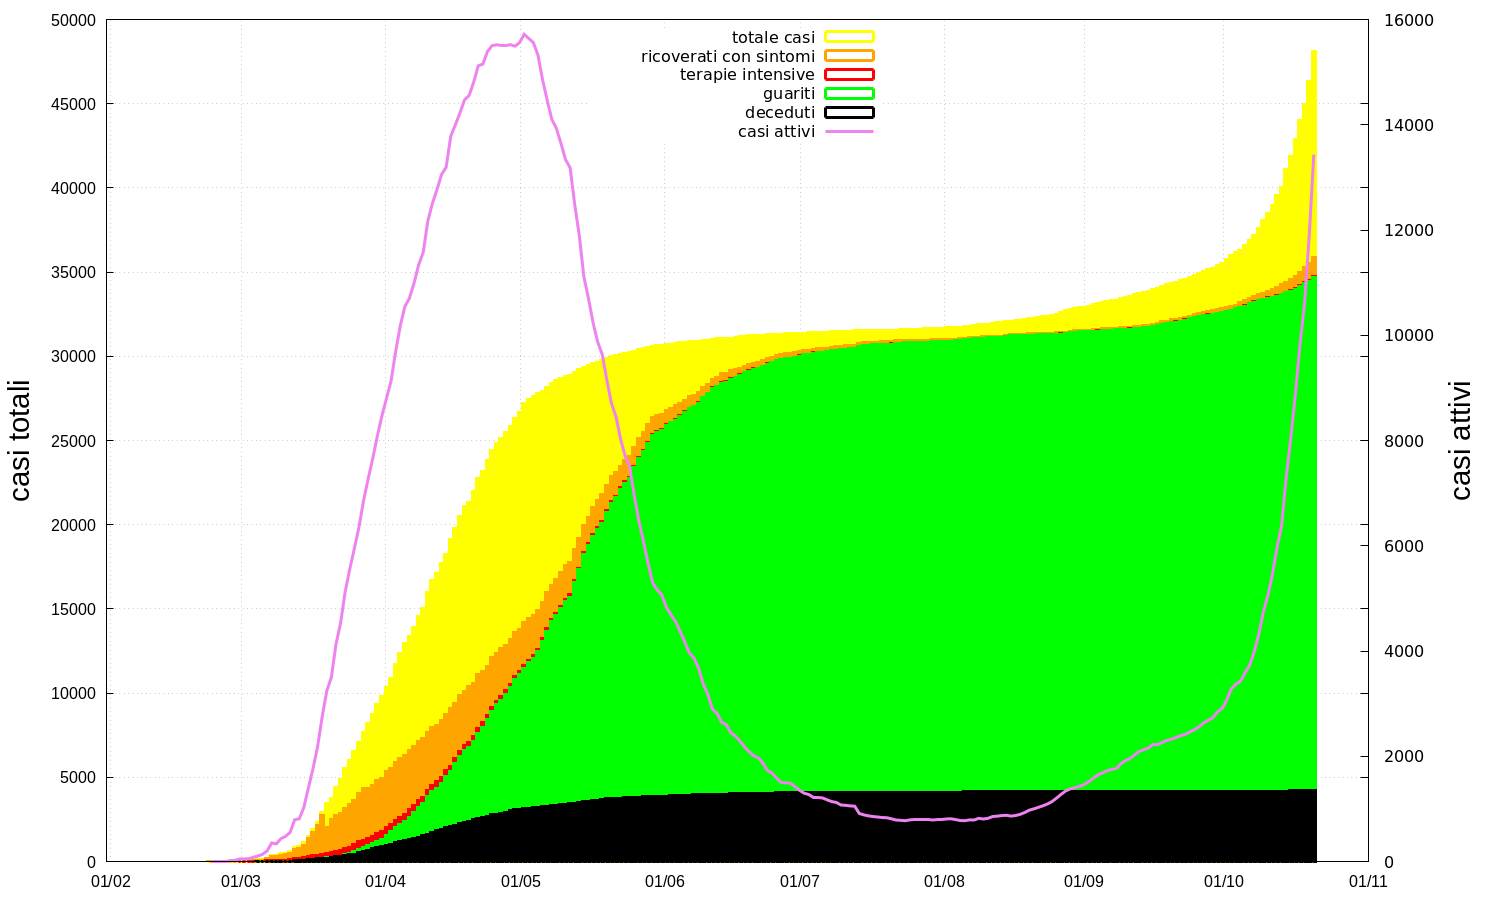 50000
45000
40000
35000
30000
25000
20000
15000
10000
5000
0
casi totali
totale casi
ricoverati con sintomi
terapie intensive
guariti
deceduti
casi attivi
16000
14000
12000
10000
8000
6000
4000
2000
0
casi attivi
01/02 01/03 01/04 01/05 01/06 01/07 01/08 01/09 01/10 01/11